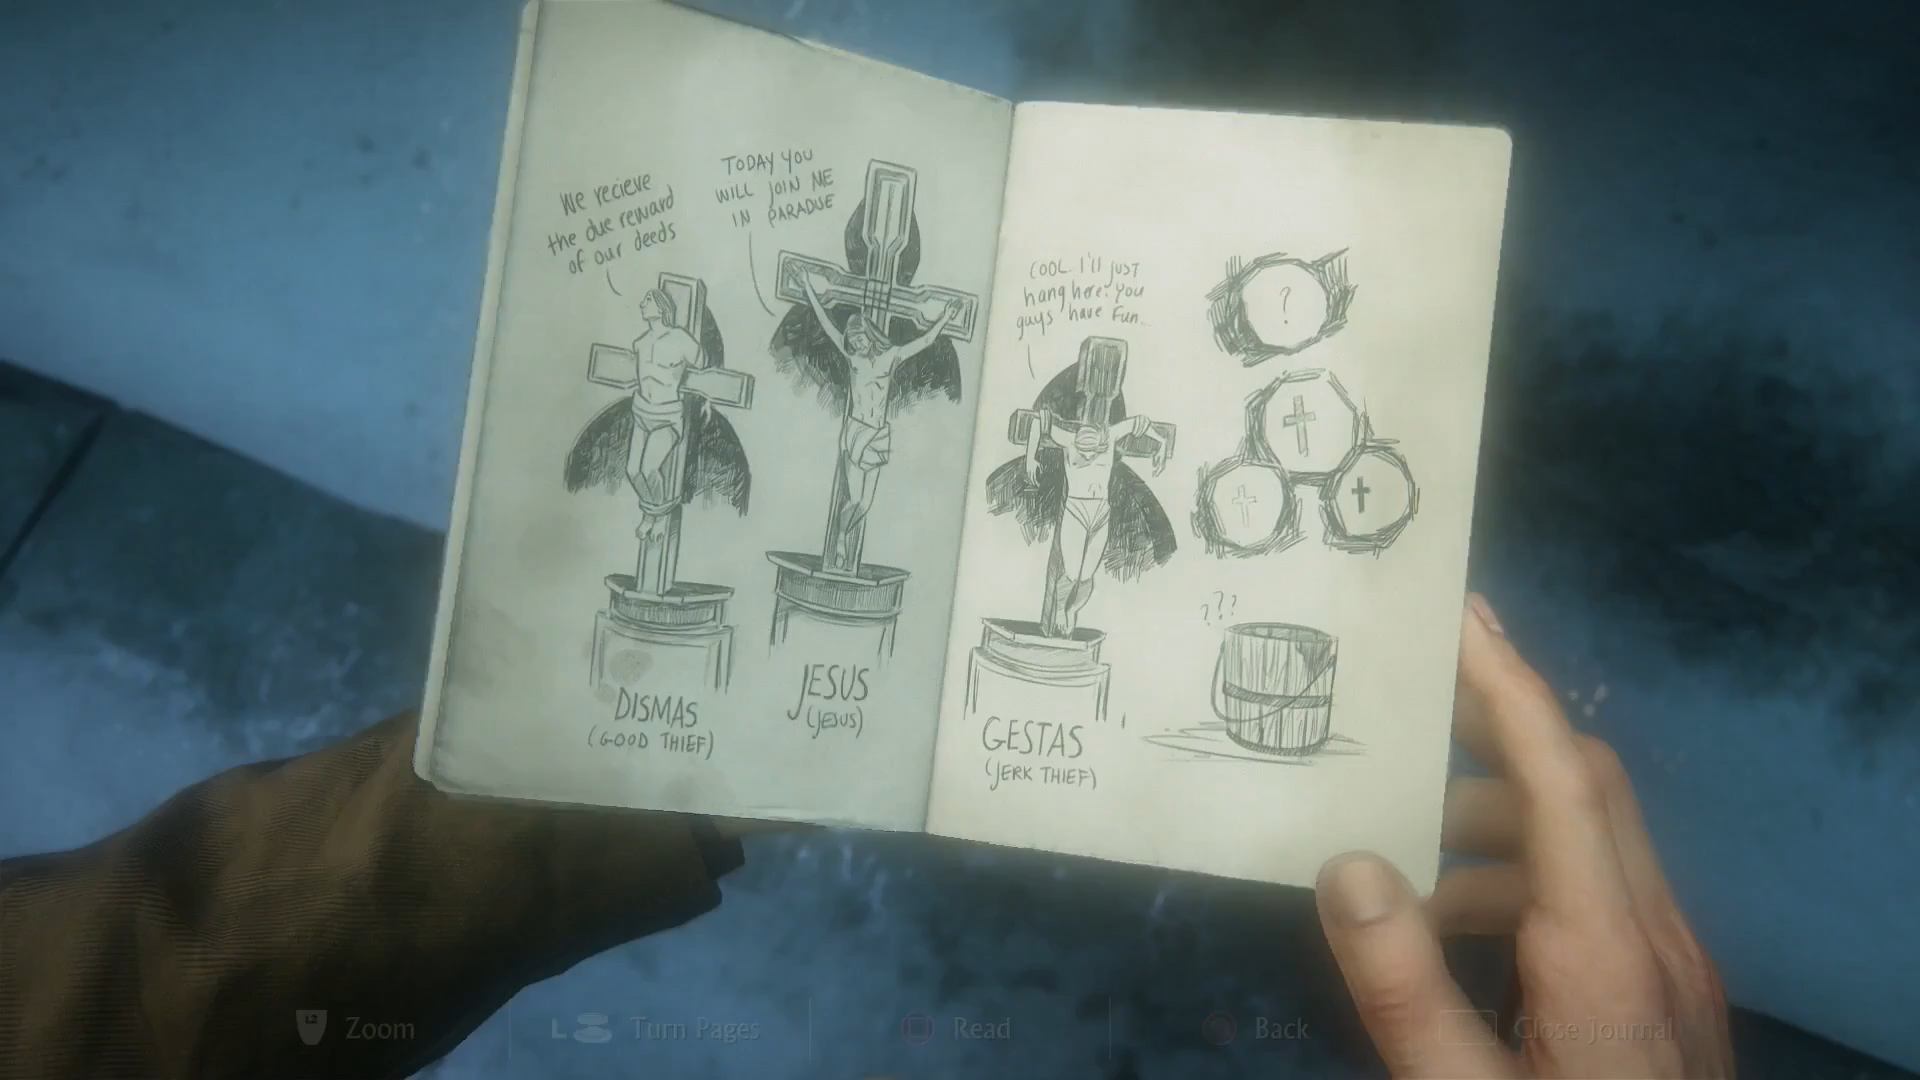 We recieve
the due reward
of our deeds
TODAY YOU
WILL JOIN ME
IN PARADISE
DISMAS
(GOOD THIEF)
JESUS
(JESUS)
COOL. I'll JUST
hang here. You
guys have fun...
GESTAS
(JERK THIEF)
?
???
L2 Zoom
L Turn Pages
Read
Back
Close Journal